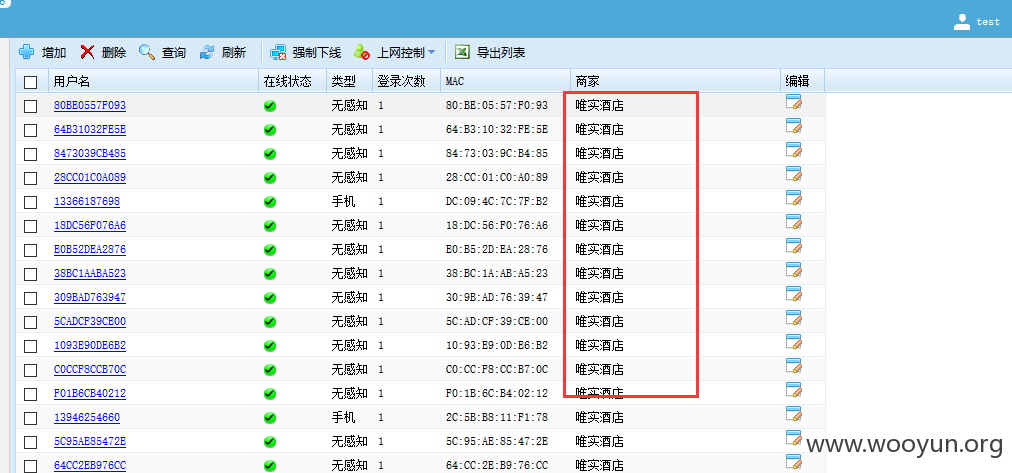 test
增加 删除 查询 刷新 强制下线 上网控制 导出列表
用户名 在线状态 类型 登录次数 MAC 商家 编辑
80BE0557F093 无感知 1 80:BE:05:57:F0:93 唯实酒店
64B31032FE5E 无感知 1 64:B3:10:32:FE:5E 唯实酒店
8473039CB485 无感知 1 84:73:03:9C:B4:85 唯实酒店
28CC01C0A089 无感知 1 28:CC:01:C0:A0:89 唯实酒店
13366187698 手机 1 DC:09:4C:7C:7F:B2 唯实酒店
18DC56F076A6 无感知 1 18:DC:56:F0:76:A6 唯实酒店
E0B52DEA2876 无感知 1 E0:B5:2D:EA:28:76 唯实酒店
38BC1AABA523 无感知 1 38:BC:1A:AB:A5:23 唯实酒店
309BAD763947 无感知 1 30:9B:AD:76:39:47 唯实酒店
5CADCF39CE00 无感知 1 5C:AD:CF:39:CE:00 唯实酒店
1093E90DE6B2 无感知 1 10:93:E9:0D:E6:B2 唯实酒店
C0CCF8CCB70C 无感知 1 C0:CC:F8:CC:B7:0C 唯实酒店
F01B6CB40212 无感知 1 F0:1B:6C:B4:02:12 唯实酒店
13946254660 手机 1 2C:5B:B8:11:F1:78 唯实酒店
5C95AE85472E 无感知 1 5C:95:AE:85:47:2E 唯实酒店
64CC2EB976CC 无感知 1 64:CC:2E:B9:76:CC 唯实酒店
www.wooyun.org